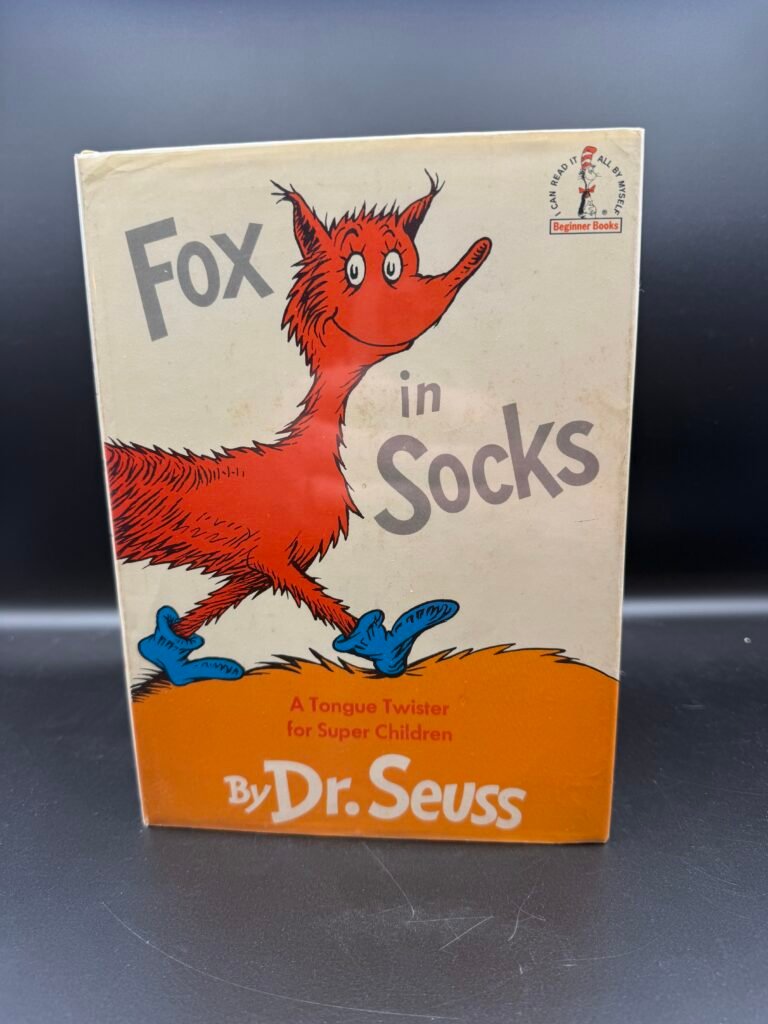 Fox
in
Socks
I CAN READ IT ALL BY MYSELF
®
Beginner Books
A Tongue Twister
for Super Children
By Dr. Seuss